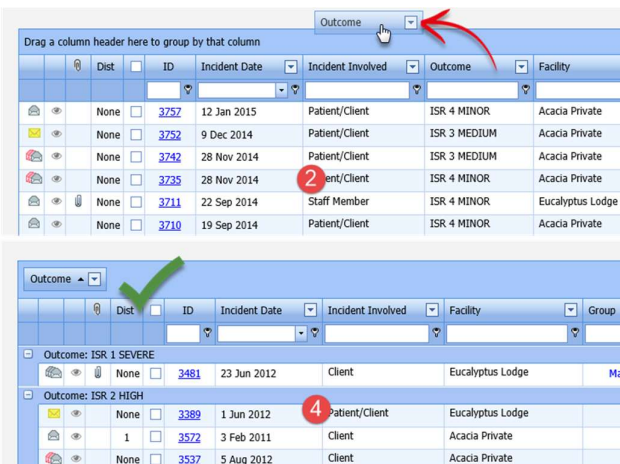 Outcome
Drag a column header here to group by that column
Dist ID Incident Date Incident Involved Outcome Facility
None 3757 12 Jan 2015 Patient/Client ISR 4 MINOR Acacia Private
None 3752 9 Dec 2014 Patient/Client ISR 3 MEDIUM Acacia Private
None 3742 28 Nov 2014 Patient/Client ISR 3 MEDIUM Acacia Private
None 3735 28 Nov 2014 2 ent/Client ISR 4 MINOR Acacia Private
None 3711 22 Sep 2014 Staff Member ISR 4 MINOR Eucalyptus Lodge
None 3710 19 Sep 2014 Patient/Client ISR 4 MINOR Acacia Private
Outcome
Dist ID Incident Date Incident Involved Facility Group
Outcome: ISR 1 SEVERE
None 3481 23 Jun 2012 Client Eucalyptus Lodge Ma
Outcome: ISR 2 HIGH
None 3389 1 Jun 2012 4 Patient/Client Eucalyptus Lodge
1 3572 3 Feb 2011 Client Acacia Private
None 3537 5 Aug 2012 Client Acacia Private